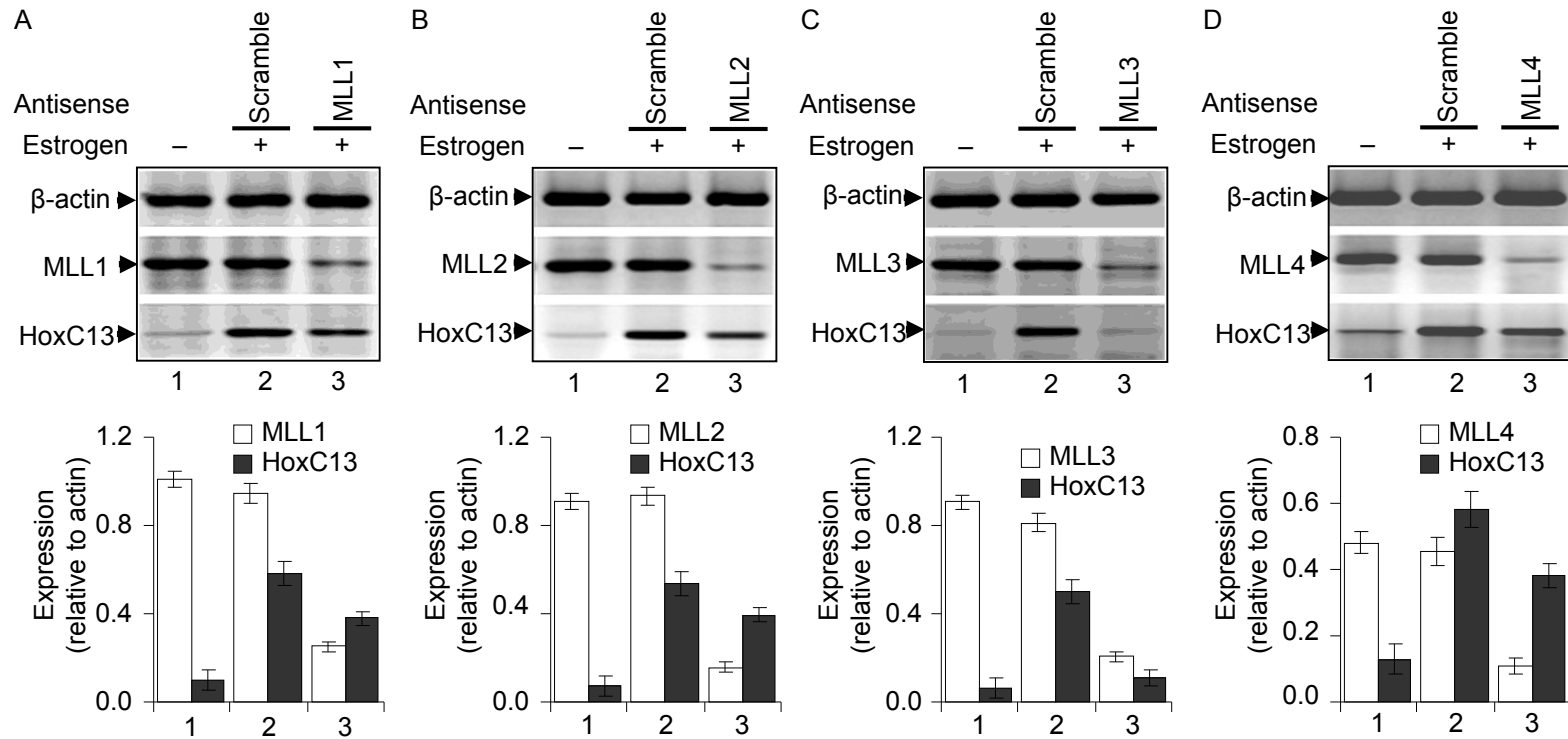 A
Scramble
MLL1
Antisense
Estrogen – + +
β-actin
MLL1
HoxC13
1 2 3
1.2
0.8
0.4
0.0
Expression
(relative to actin)
MLL1
HoxC13
1 2 3
B
Scramble
MLL2
Antisense
Estrogen – + +
β-actin
MLL2
HoxC13
1 2 3
1.2
0.8
0.4
0.0
Expression
(relative to actin)
MLL2
HoxC13
1 2 3
C
Scramble
MLL3
Antisense
Estrogen – + +
β-actin
MLL3
HoxC13
1 2 3
1.2
0.8
0.4
0.0
Expression
(relative to actin)
MLL3
HoxC13
1 2 3
D
Scramble
MLL4
Antisense
Estrogen – + +
β-actin
MLL4
HoxC13
1 2 3
0.8
0.6
0.4
0.2
0.0
Expression
(relative to actin)
MLL4
HoxC13
1 2 3